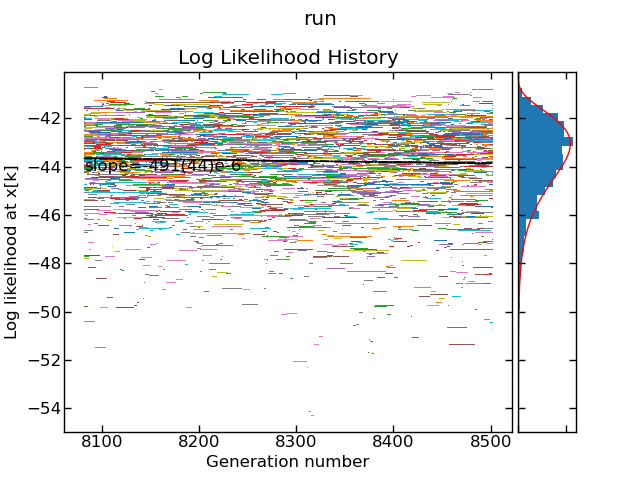 run
Log Likelihood History
Log likelihood at x[k]
−42
−44
−46
−48
−50
−52
−54
slope=-491(44)e-6
8100
8200
8300
8400
8500
Generation number